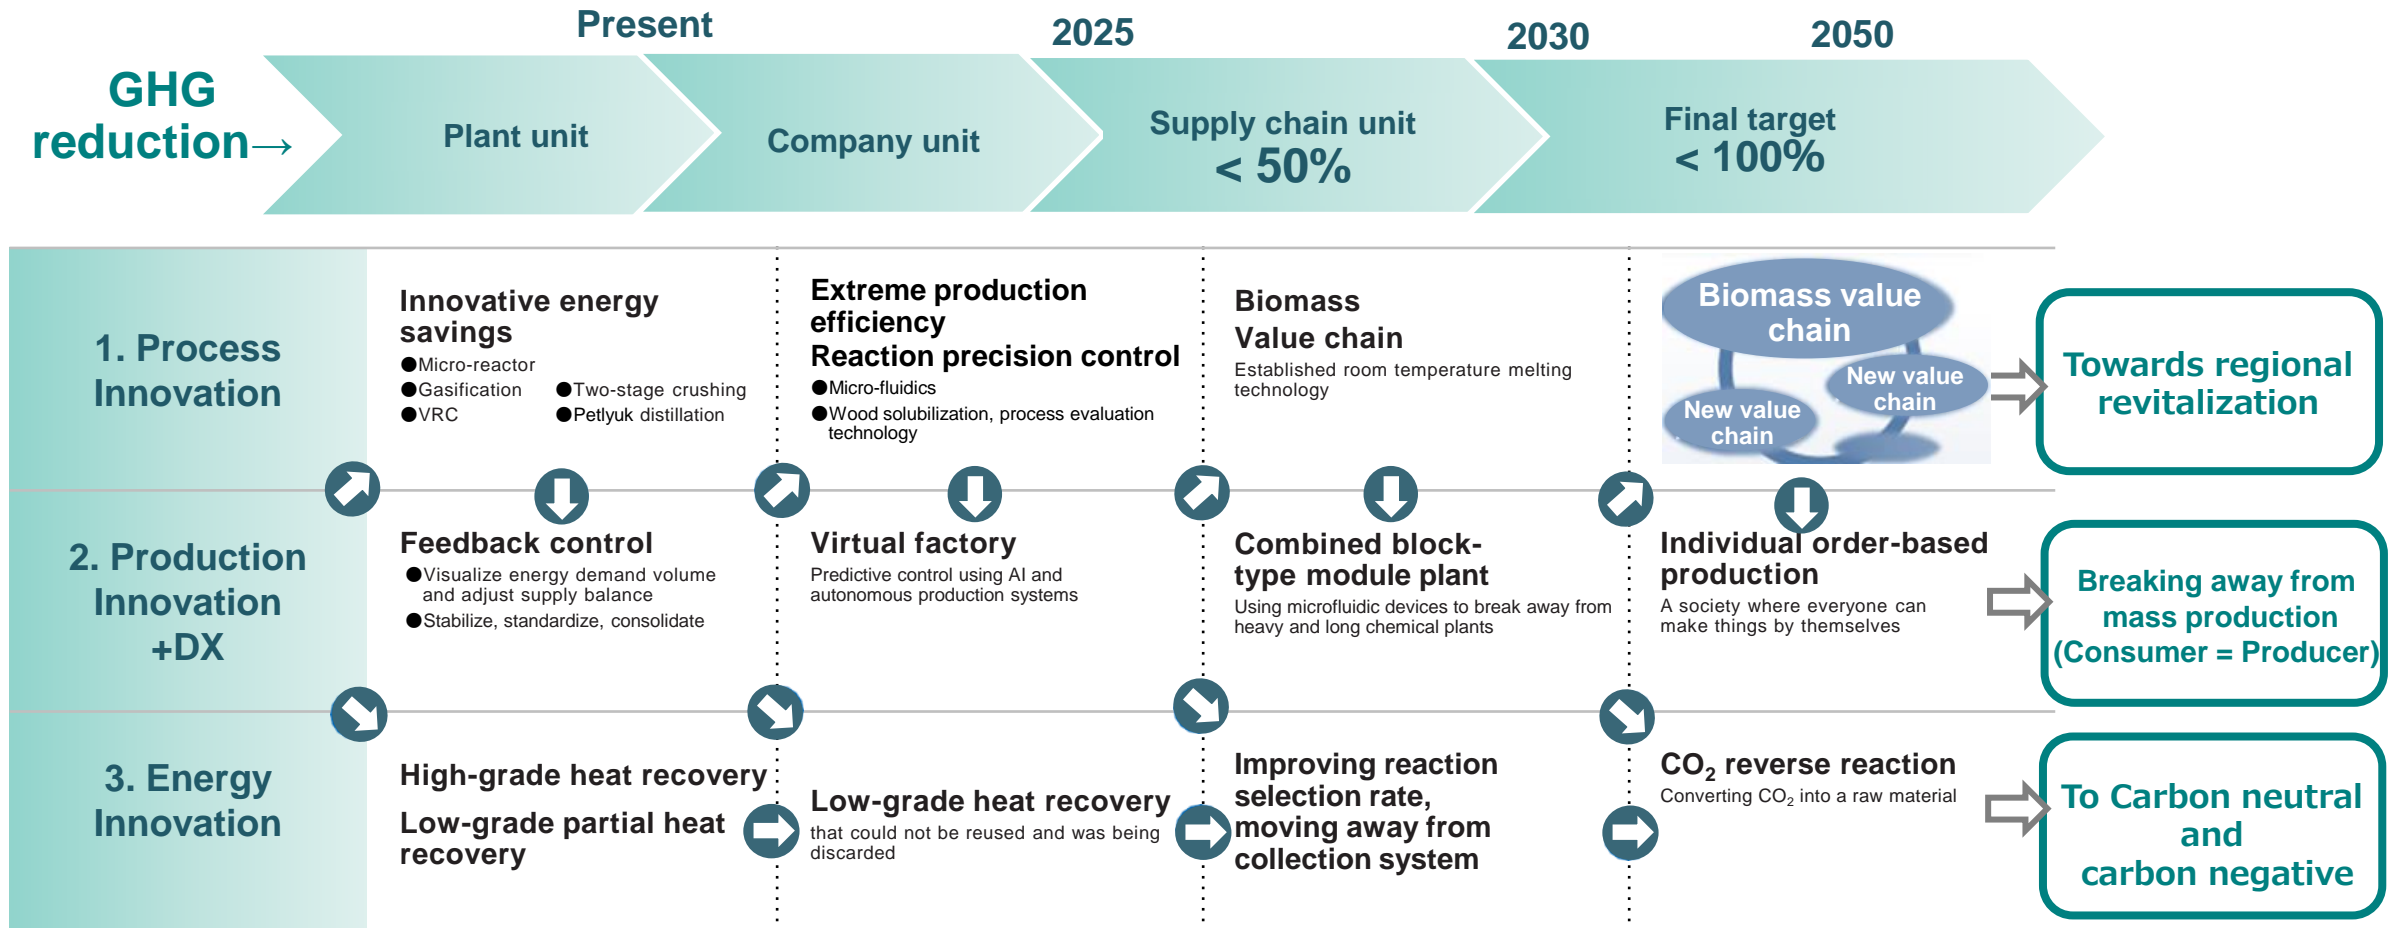 Present
2025
2030
2050
GHG
reduction→
Plant unit
Company unit
Supply chain unit
< 50%
Final target
< 100%
1. Process
Innovation
Innovative energy
savings
●Micro-reactor
●Gasification ●Two-stage crushing
●VRC ●Petlyuk distillation
Extreme production
efficiency
Reaction precision control
●Micro-fluidics
●Wood solubilization, process evaluation
technology
Biomass
Value chain
Established room temperature melting
technology
Biomass value
chain
New value
chain
New value
chain
Towards regional
revitalization
2. Production
Innovation
+DX
Feedback control
●Visualize energy demand volume
and adjust supply balance
●Stabilize, standardize, consolidate
Virtual factory
Predictive control using AI and
autonomous production systems
Combined block-
type module plant
Using microfluidic devices to break away from
heavy and long chemical plants
Individual order-based
production
A society where everyone can
make things by themselves
Breaking away from
mass production
(Consumer = Producer)
3. Energy
Innovation
High-grade heat recovery
Low-grade partial heat
recovery
Low-grade heat recovery
that could not be reused and was being
discarded
Improving reaction
selection rate,
moving away from
collection system
CO₂ reverse reaction
Converting CO₂ into a raw material
To Carbon neutral
and
carbon negative